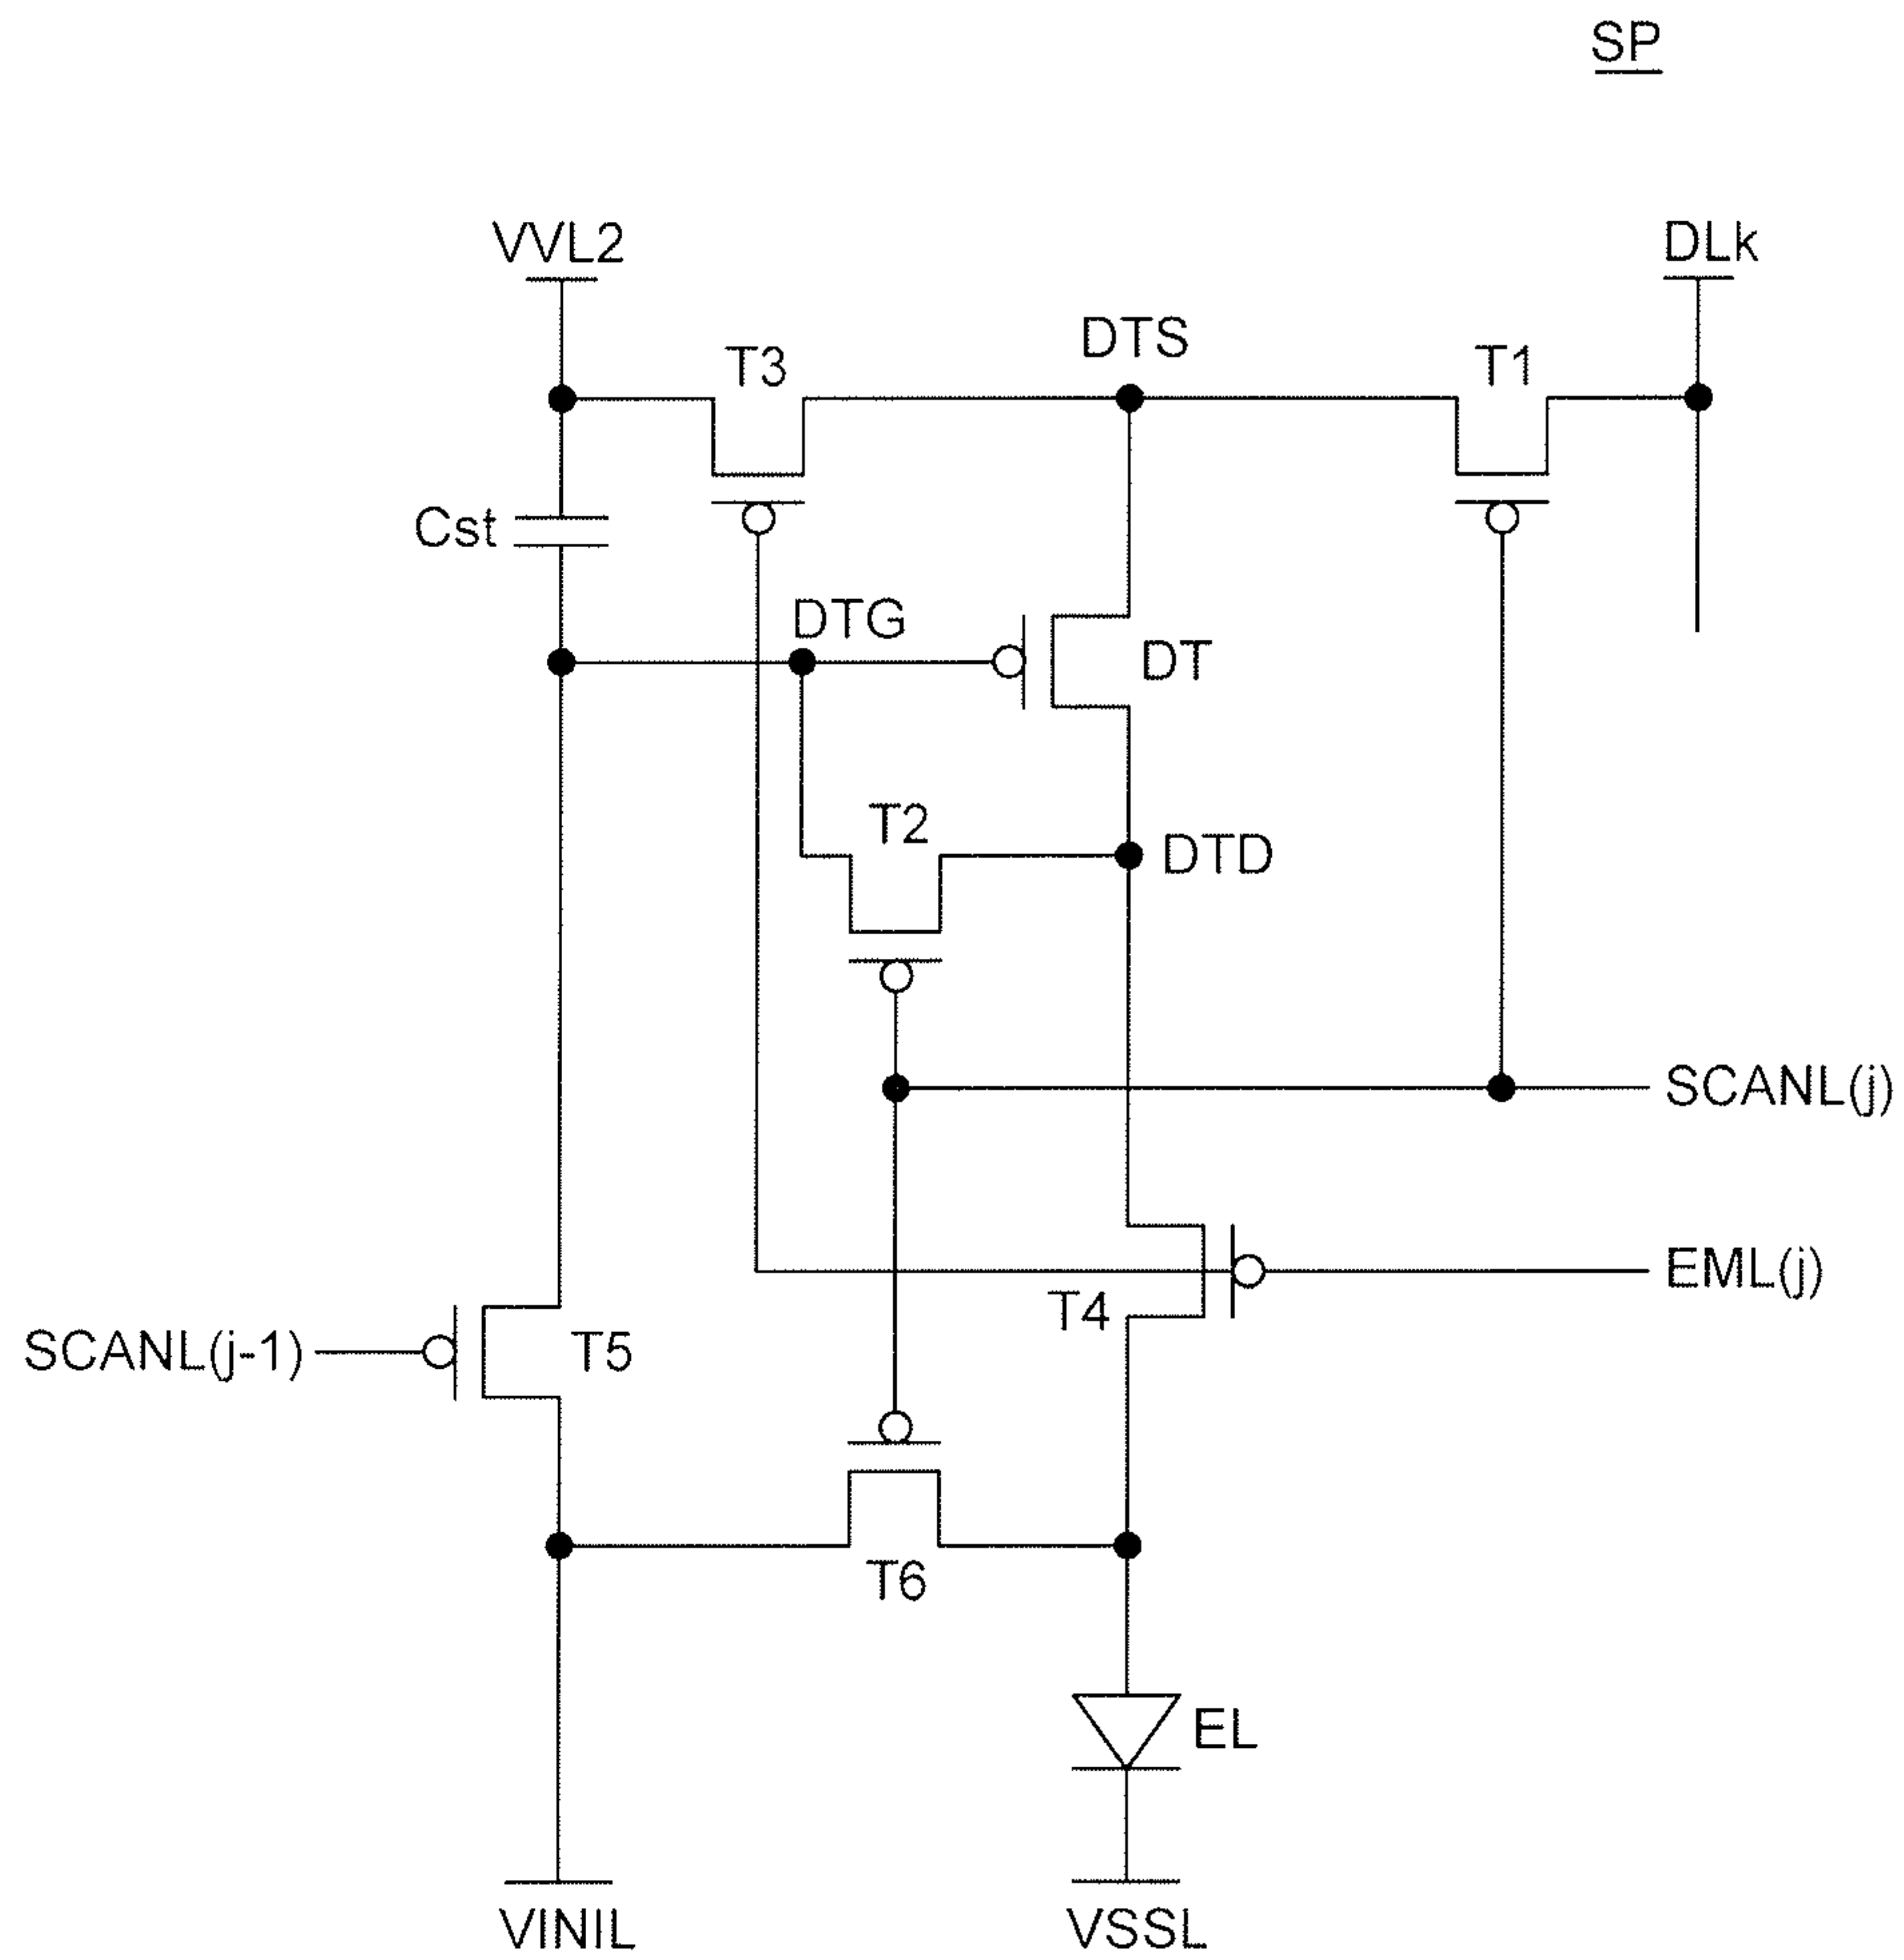 SP
VVL2
DLk
DTS
T3
T1
Cst
DTG
DT
T2
DTD
SCANL(j)
EML(j)
T4
SCANL(j-1)
T5
T6
EL
VINIL
VSSL